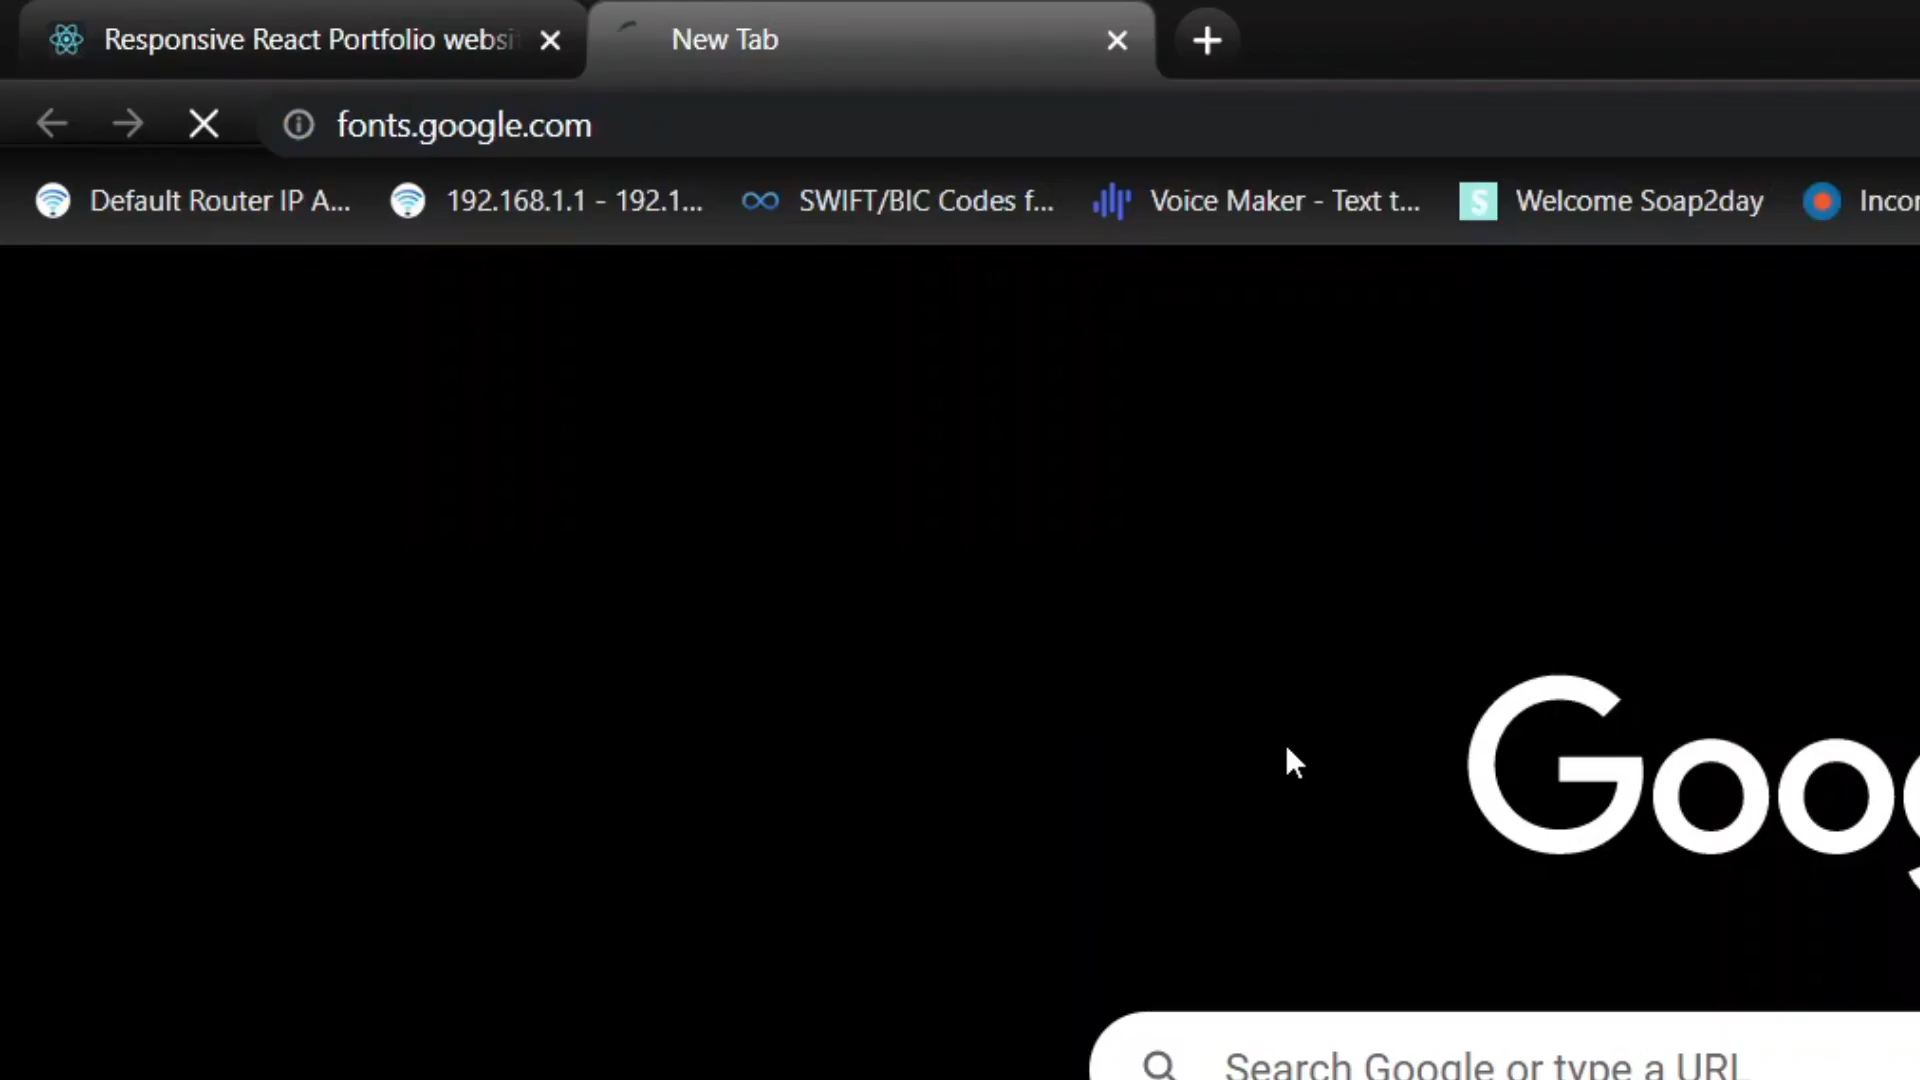 Responsive React Portfolio websi
New Tab
fonts.google.com
Default Router IP A...
192.168.1.1 - 192.1...
SWIFT/BIC Codes f...
Voice Maker - Text t...
S
Welcome Soap2day
Incor
Goog
Search Google or type a URL